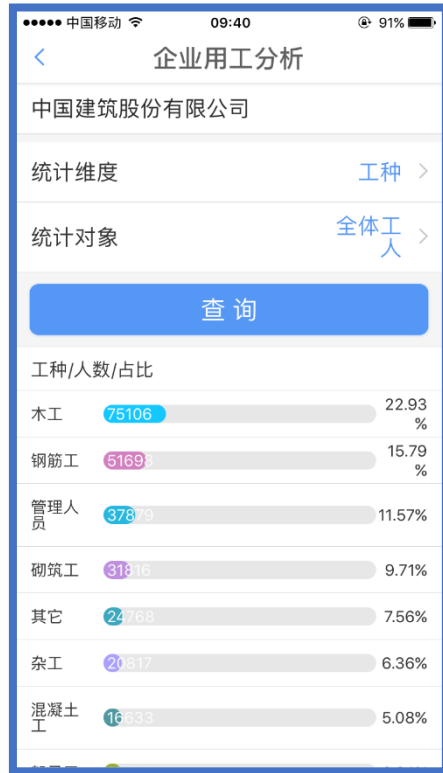 中国移动 09:40 91%
企业用工分析
中国建筑股份有限公司
统计维度 工种
统计对象 全体工
人
查询
工种/人数/占比
木工 75106 22.93
%
钢筋工 51698 15.79
%
管理人
员 37879 11.57%
砌筑工 31816 9.71%
其它 24768 7.56%
杂工 20817 6.36%
混凝土
工 16633 5.08%